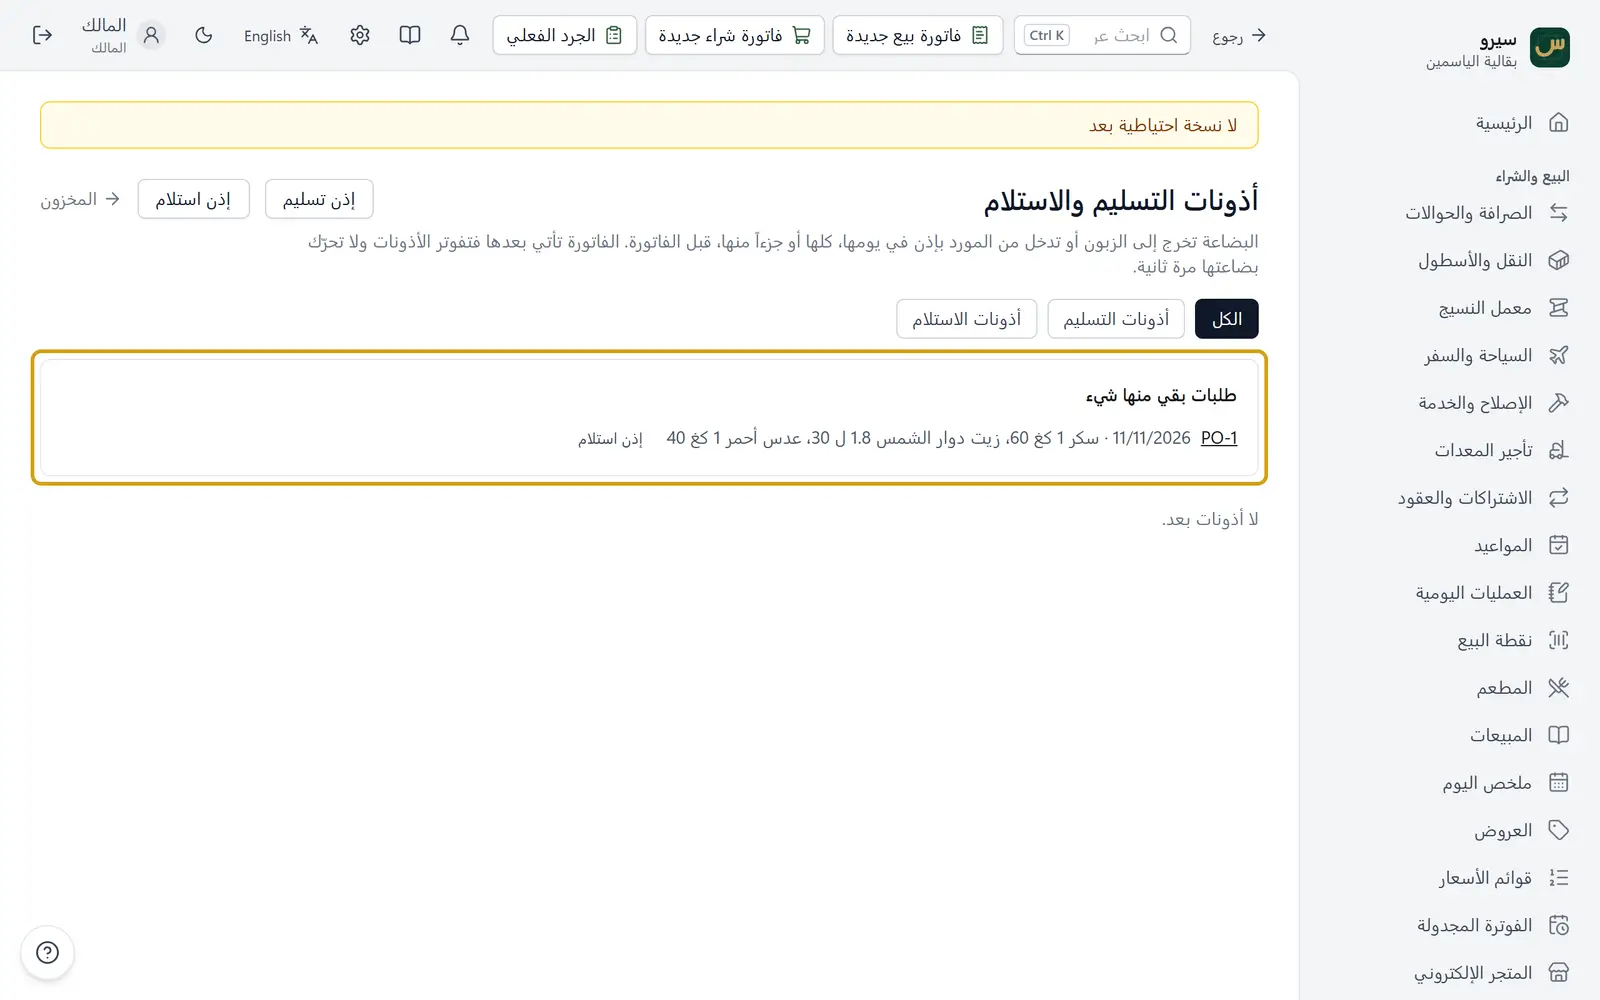 سيرو
بقالية الياسمين
رجوع
ابحث عر
Ctrl K
فاتورة بيع جديدة
فاتورة شراء جديدة
الجرد الفعلي
English
المالك
المالك
الرئيسية
البيع والشراء
الصرافة والحوالات
النقل والأسطول
معمل النسيج
السياحة والسفر
الإصلاح والخدمة
تأجير المعدات
الاشتراكات والعقود
المواعيد
العمليات اليومية
نقطة البيع
المطعم
المبيعات
ملخص اليوم
العروض
قوائم الأسعار
الفوترة المجدولة
المتجر الإلكتروني
لا نسخة احتياطية بعد
أذونات التسليم والاستلام
إذن تسليم
إذن استلام
المخزون
البضاعة تخرج إلى الزبون أو تدخل من المورد بإذن في يومها، كلها أو جزءاً منها، قبل الفاتورة. الفاتورة تأتي بعدها فتفوتر الأذونات ولا تحرّك
بضاعتها مرة ثانية.
الكل
أذونات التسليم
أذونات الاستلام
طلبات بقي منها شيء
PO-1 11/11/2026 · سكر 1 كغ 60، زيت دوار الشمس 1.8 ل 30، عدس أحمر 1 كغ 40 إذن استلام
لا أذونات بعد.